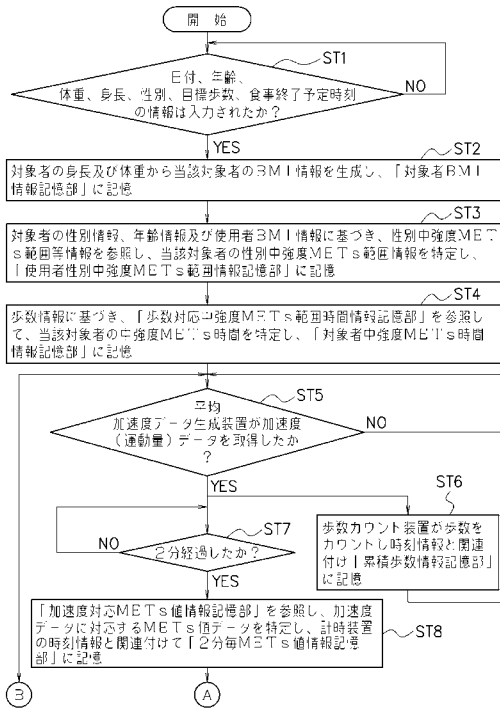 開 始
ST1
日付、年齢、
体重、身長、性別、目標歩数、食事終了予定時刻
の情報は入力されたか?
NO
YES
ST2
対象者の身長及び体重から当該対象者のBMI情報を生成し、「対象者BMI
情報記憶部」に記憶
ST3
対象者の性別情報、年齢情報及び使用者BMI情報に基づき、性別中強度MET
s範囲等情報を参照し、当該対象者の性別中強度METs範囲情報を特定し、
「使用者性別中強度METs範囲情報記憶部」に記憶
ST4
歩数情報に基づき、「歩数対応中強度METs範囲時間情報記憶部」を参照し
て、当該対象者の中強度METs時間を特定し、「対象者中強度METs時間
情報記憶部」に記憶
ST5
平均
加速度データ生成装置が加速度
(運動量)データを取得したか
?
NO
YES
ST6
歩数カウント装置が歩数を
カウントし時刻情報と関連
付け「累積歩数情報記憶部」
に記憶
ST7
NO
2分経過したか?
YES
「加速度対応METs値情報記憶部」を参照し、加速度
データに対応するMETs値データを特定し、計時装置
の時刻情報と関連付けて「2分毎METs値情報記憶
部」に記憶
ST8
B
A